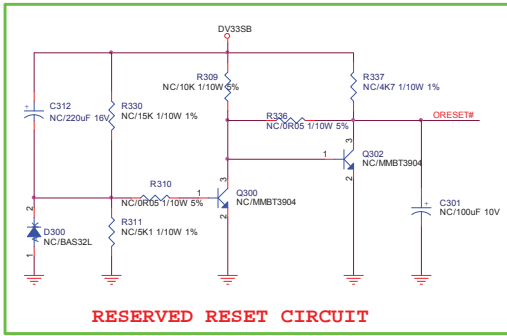 DV33SB
R309
NC/10K 1/10W 5%
R337
NC/4K7 1/10W 1%
C312
NC/220uF 16V
R330
NC/15K 1/10W 1%
R336
NC/0R05 1/10W 5%
ORESET#
R310
NC/0R05 1/10W 5%
1
3
2
Q300
NC/MMBT3904
1
3
2
Q302
NC/MMBT3904
2
1
D300
NC/BAS32L
R311
NC/5K1 1/10W 1%
C301
NC/100uF 10V
+
+
RESERVED RESET CIRCUIT